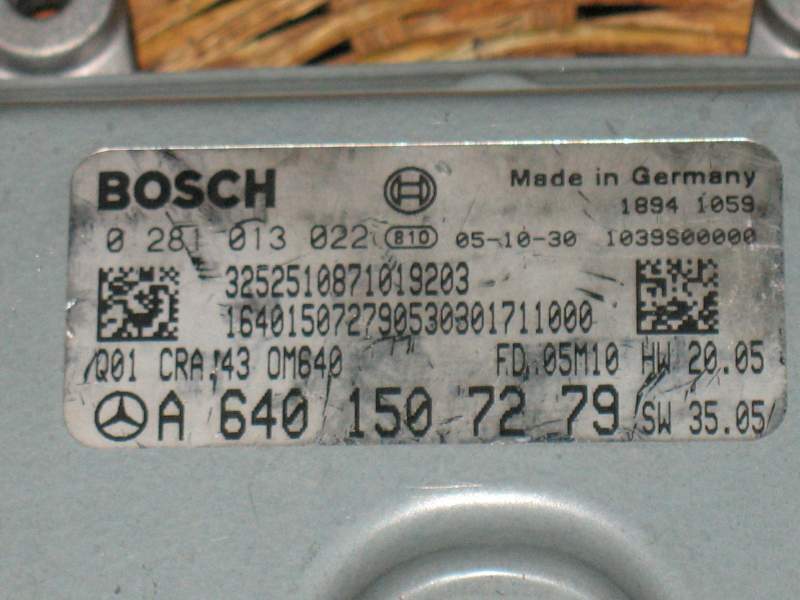 BOSCH Made in Germany
1894 1059
0 281 013 022 810 05-10-30 1039S00000
3252510871019203
164015072790530301711000
Q01 CRA.43 OM640 FD 05M10 HW 20.05
A 640 150 72 79 SW 35.05